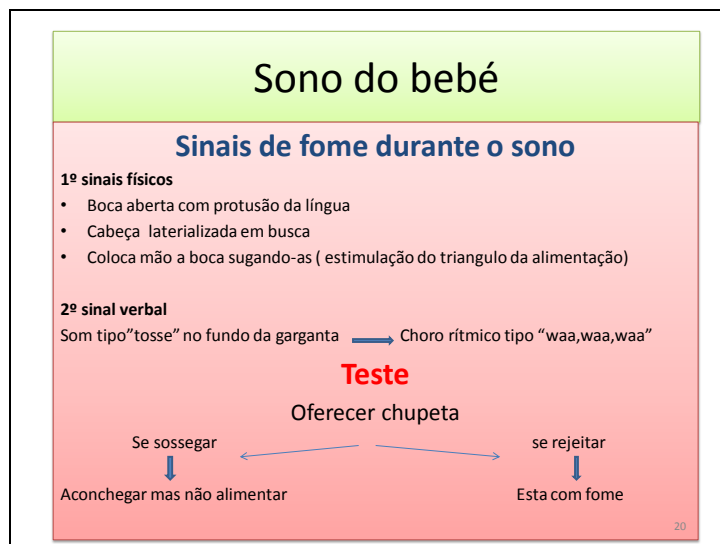 Sono do bebé
Sinais de fome durante o sono
1º sinais físicos
• Boca aberta com protusão da língua
• Cabeça laterializada em busca
• Coloca mão a boca sugando-as ( estimulação do triangulo da alimentação)
2º sinal verbal
Som tipo”tosse” no fundo da garganta Choro rítmico tipo “waa,waa,waa”
Teste
Oferecer chupeta
Se sossegar se rejeitar
Aconchegar mas não alimentar Esta com fome
20